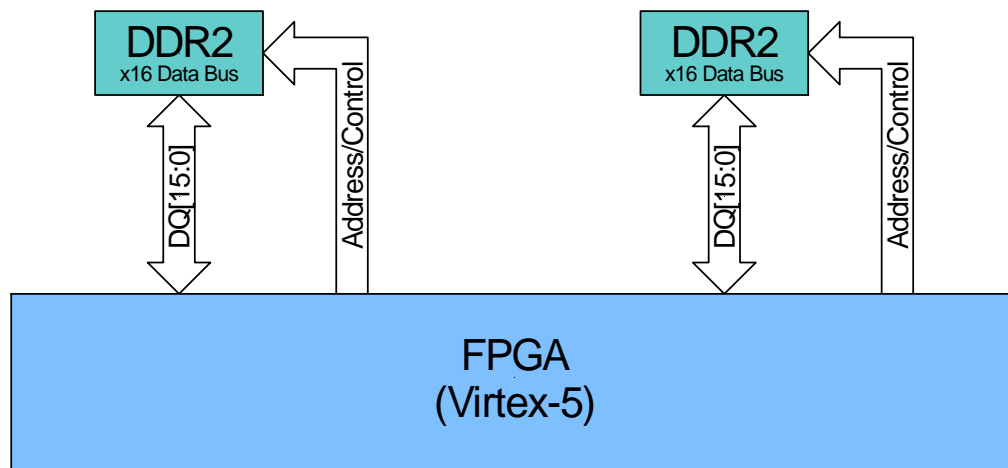 DDR2
x16 Data Bus
DDR2
x16 Data Bus
DQ[15:0]
Address/Control
DQ[15:0]
Address/Control
FPGA
(Virtex-5)